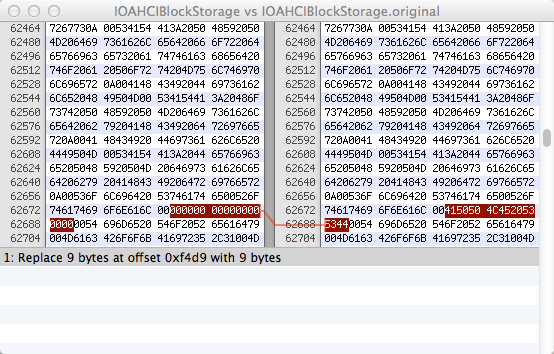 IOAHCIBlockStorage vs IOAHCIBlockStorage.original
62464 7267730A 00534154 413A2050 48592050 62464 7267730A 00534154 413A2050 48592050
62480 4D206469 7361626C 65642066 6F722064 62480 4D206469 7361626C 65642066 6F722064
62496 65766963 65732061 74746163 68656420 62496 65766963 65732061 74746163 68656420
62512 746F2061 20506F72 74204D75 6C746970 62512 746F2061 20506F72 74204D75 6C746970
62528 6C696572 0A004148 43492044 69736162 62528 6C696572 0A004148 43492044 69736162
62544 6C652048 49504D00 53415441 3A20486F 62544 6C652048 49504D00 53415441 3A20486F
62560 73742050 48592050 4D206469 7361626C 62560 73742050 48592050 4D206469 7361626C
62576 65642062 79204148 43492064 72697665 62576 65642062 79204148 43492064 72697665
62592 720A0041 48434920 44697361 626C6520 62592 720A0041 48434920 44697361 626C6520
62608 4449504D 00534154 413A2044 65766963 62608 4449504D 00534154 413A2044 65766963
62624 65205048 5920504D 20646973 61626C65 62624 65205048 5920504D 20646973 61626C65
62640 64206279 20414843 49206472 69766572 62640 64206279 20414843 49206472 69766572
62656 0A00536F 6C696420 53746174 6500526F 62656 0A00536F 6C696420 53746174 6500526F
62672 74617469 6F6E616C 00000000 00000000 62672 74617469 6F6E616C 00415050 4C452053
62688 00000054 696D6520 546F2052 65616479 62688 53440054 696D6520 546F2052 65616479
62704 004D6163 426F6F6B 41697232 2C31004D 62704 004D6163 426F6F6B 41697232 2C31004D
1: Replace 9 bytes at offset 0xf4d9 with 9 bytes